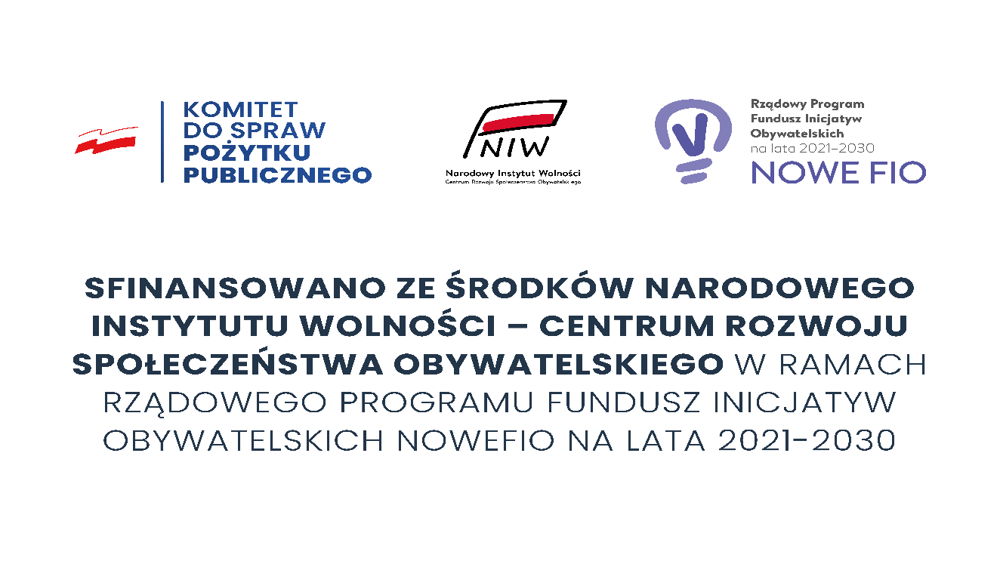 KOMITET
DO SPRAW
POŻYTKU
PUBLICZNEGO
NIW
Narodowy Instytut Wolności
Centrum Rozwoju Społeczeństwa Obywatelskiego
Rządowy Program
Fundusz Inicjatyw
Obywatelskich
na lata 2021–2030
NOWE FIO
SFINANSOWANO ZE ŚRODKÓW NARODOWEGO
INSTYTUTU WOLNOŚCI – CENTRUM ROZWOJU
SPOŁECZEŃSTWA OBYWATELSKIEGO W RAMACH
RZĄDOWEGO PROGRAMU FUNDUSZ INICJATYW
OBYWATELSKICH NOWEFIO NA LATA 2021–2030